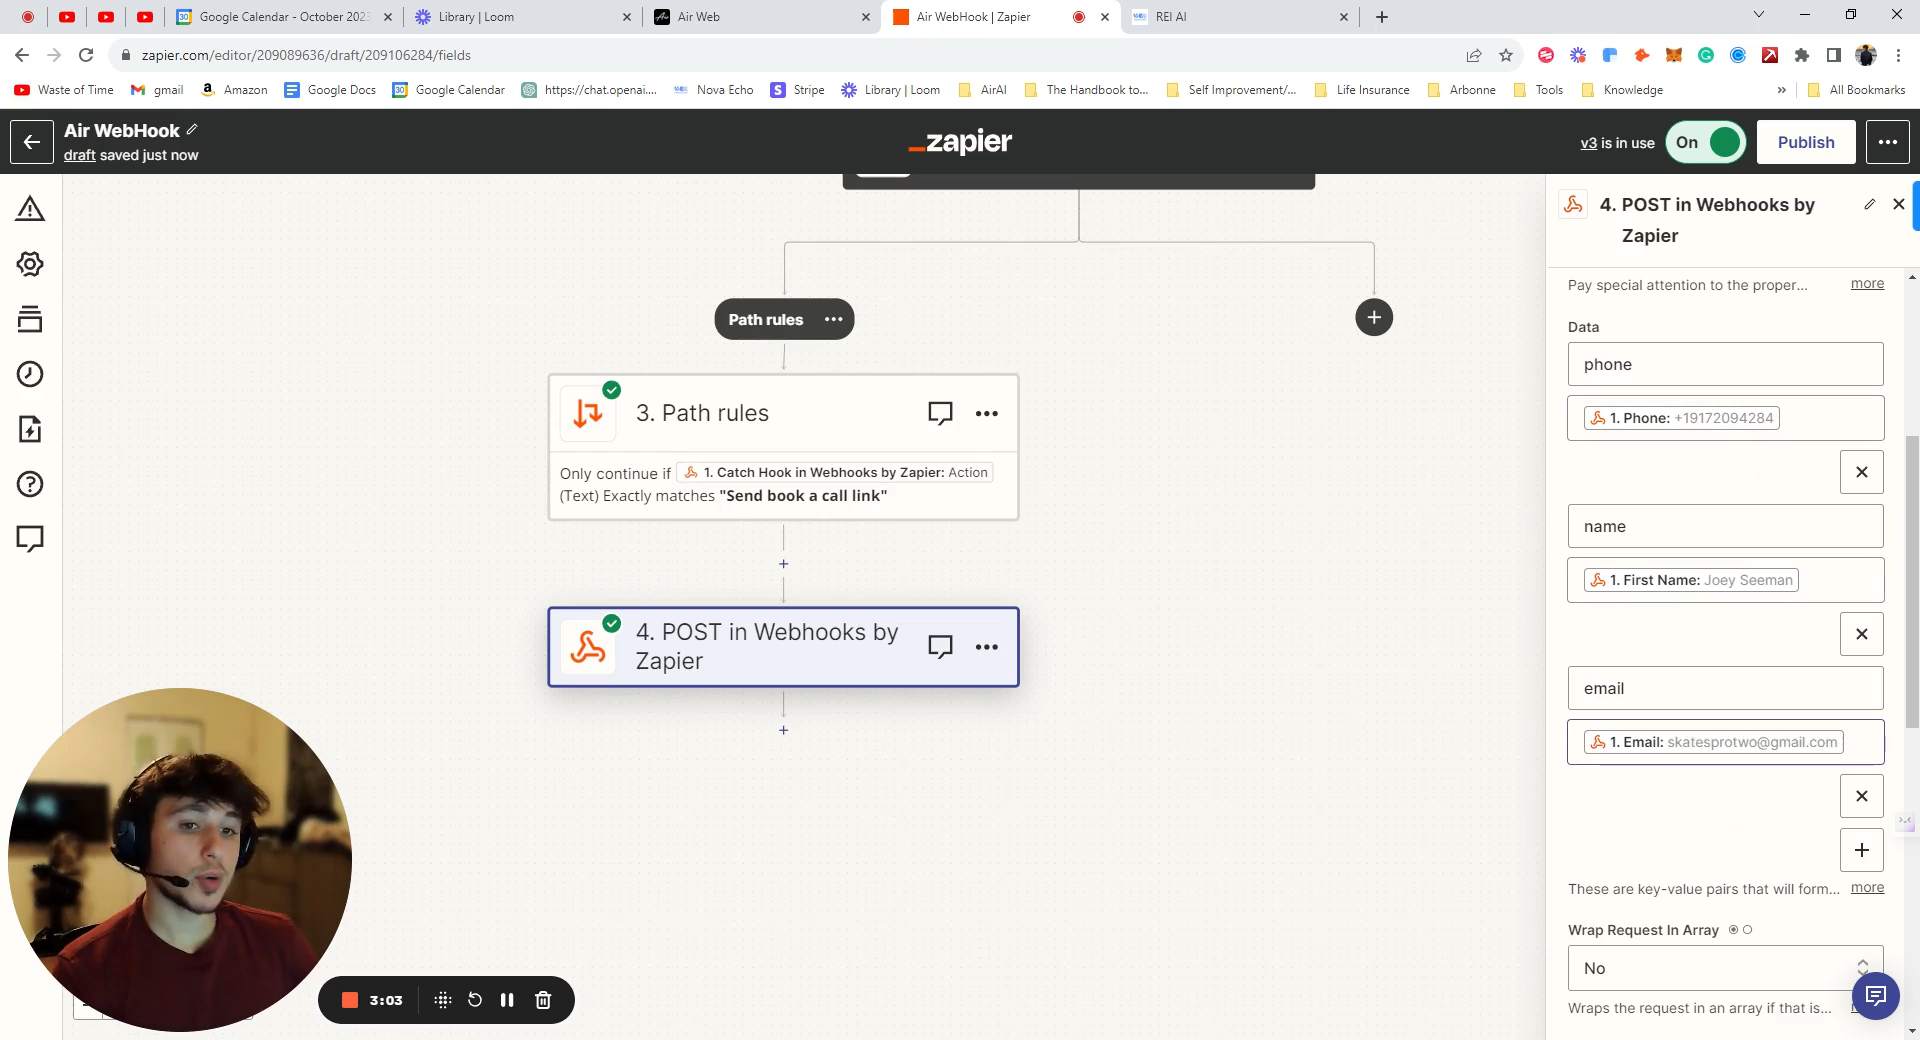 Google Calendar - October 2023
Library | Loom
Air Web
Air WebHook | Zapier
REI AI
zapier.com/editor/209089636/draft/209106284/fields
Waste of Time
gmail
Amazon
Google Docs
Google Calendar
https://chat.openai....
Nova Echo
Stripe
Library | Loom
AirAI
The Handbook to...
Self Improvement/...
Life Insurance
Arbonne
Tools
Knowledge
»
All Bookmarks
Air WebHook
draft saved just now
zapier
v3 is in use
On
Publish
Path rules
3. Path rules
Only continue if 1. Catch Hook in Webhooks by Zapier: Action
(Text) Exactly matches "Send book a call link"
4. POST in Webhooks by
Zapier
3:03
4. POST in Webhooks by
Zapier
Pay special attention to the proper... more
Data
phone
1. Phone: +19172094284
name
1. First Name: Joey Seeman
email
1. Email: skatesprotwo@gmail.com
These are key-value pairs that will form... more
Wrap Request In Array
No
Wraps the request in an array if that is...